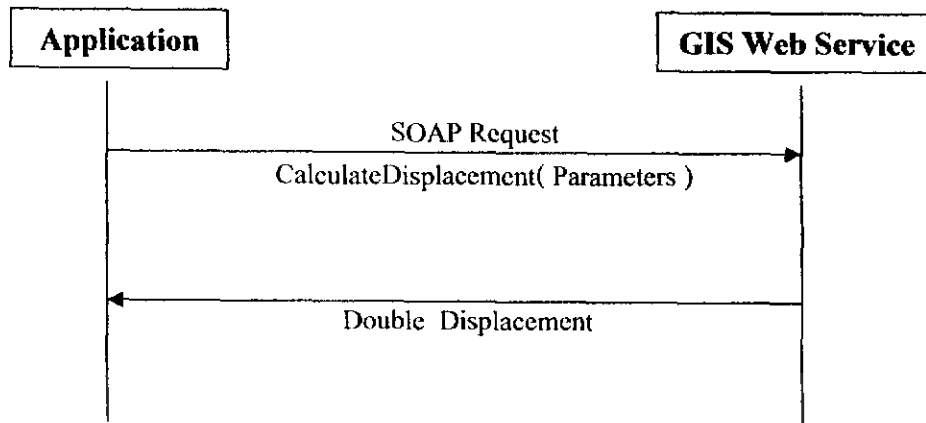 Application
GIS Web Service
SOAP Request
CalculateDisplacement( Parameters )
Double Displacement